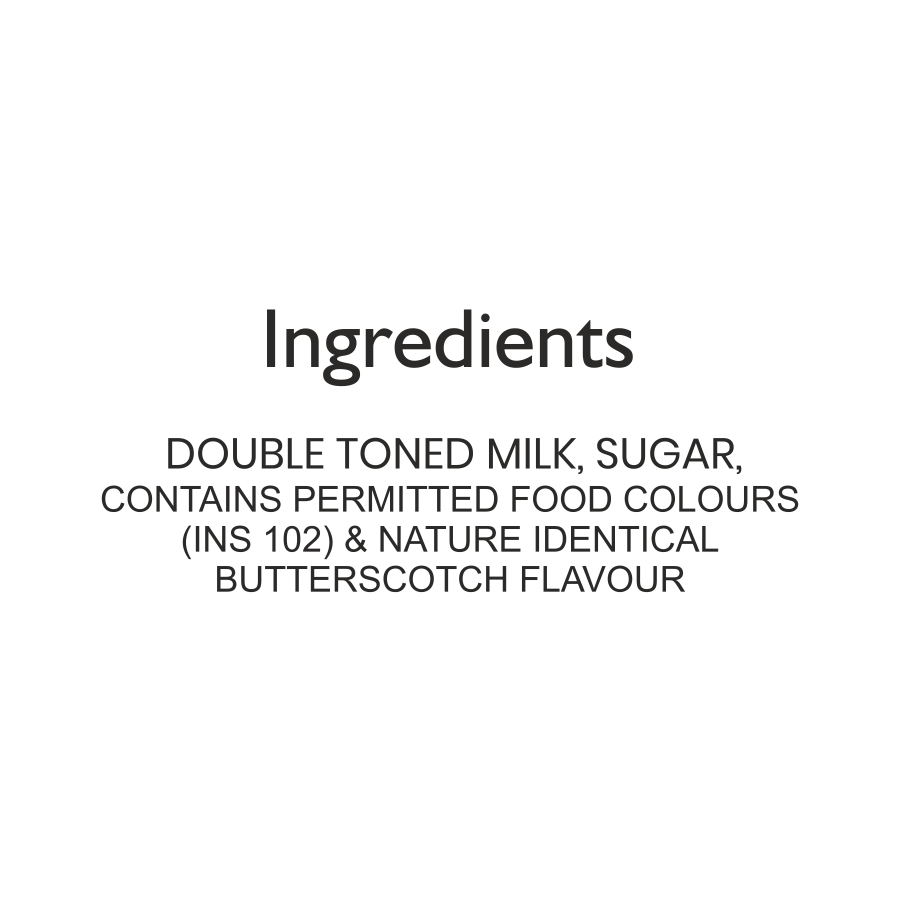 Ingredients
DOUBLE TONED MILK, SUGAR,
CONTAINS PERMITTED FOOD COLOURS
(INS 102) & NATURE IDENTICAL
BUTTERSCOTCH FLAVOUR